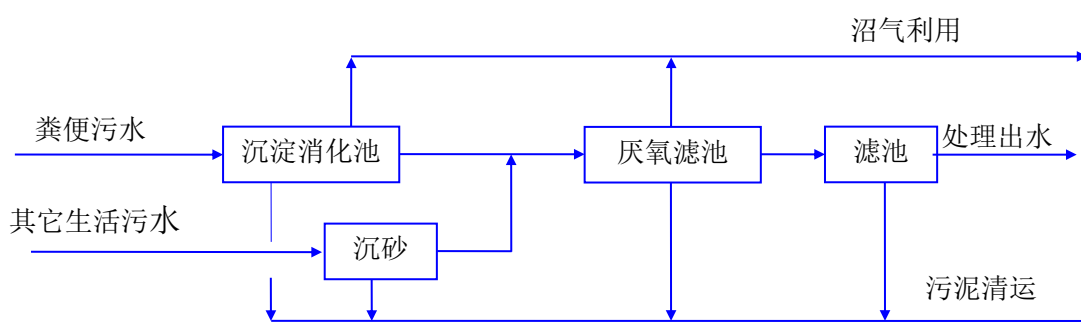 沼气利用
粪便污水
沉淀消化池
厌氧滤池
滤池
处理出水
其它生活污水
沉砂
污泥清运